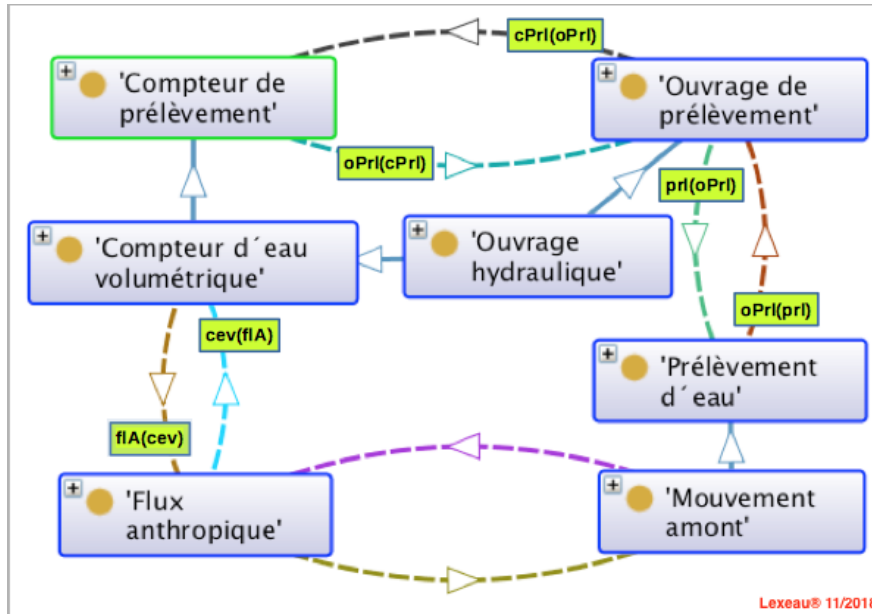 cPrl(oPrl)
'Compteur de
prélèvement'
'Ouvrage de
prélèvement'
oPrl(cPrl)
prl(oPrl)
'Compteur d´eau
volumétrique'
'Ouvrage
hydraulique'
oPrl(prl)
cev(flA)
'Prélèvement
d´eau'
flA(cev)
'Flux
anthropique'
'Mouvement
amont'
Lexeau® 11/2018